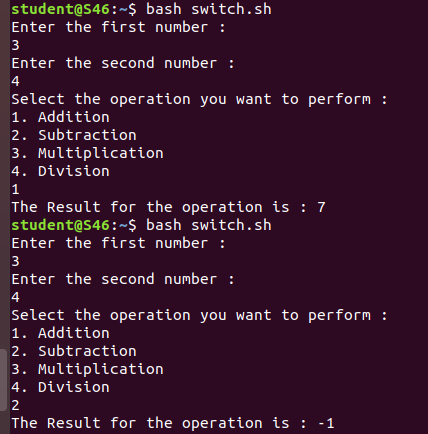 student@S46:~$ bash switch.sh
Enter the first number :
3
Enter the second number :
4
Select the operation you want to perform :
1. Addition
2. Subtraction
3. Multiplication
4. Division
1
The Result for the operation is : 7
student@S46:~$ bash switch.sh
Enter the first number :
3
Enter the second number :
4
Select the operation you want to perform :
1. Addition
2. Subtraction
3. Multiplication
4. Division
2
The Result for the operation is : -1